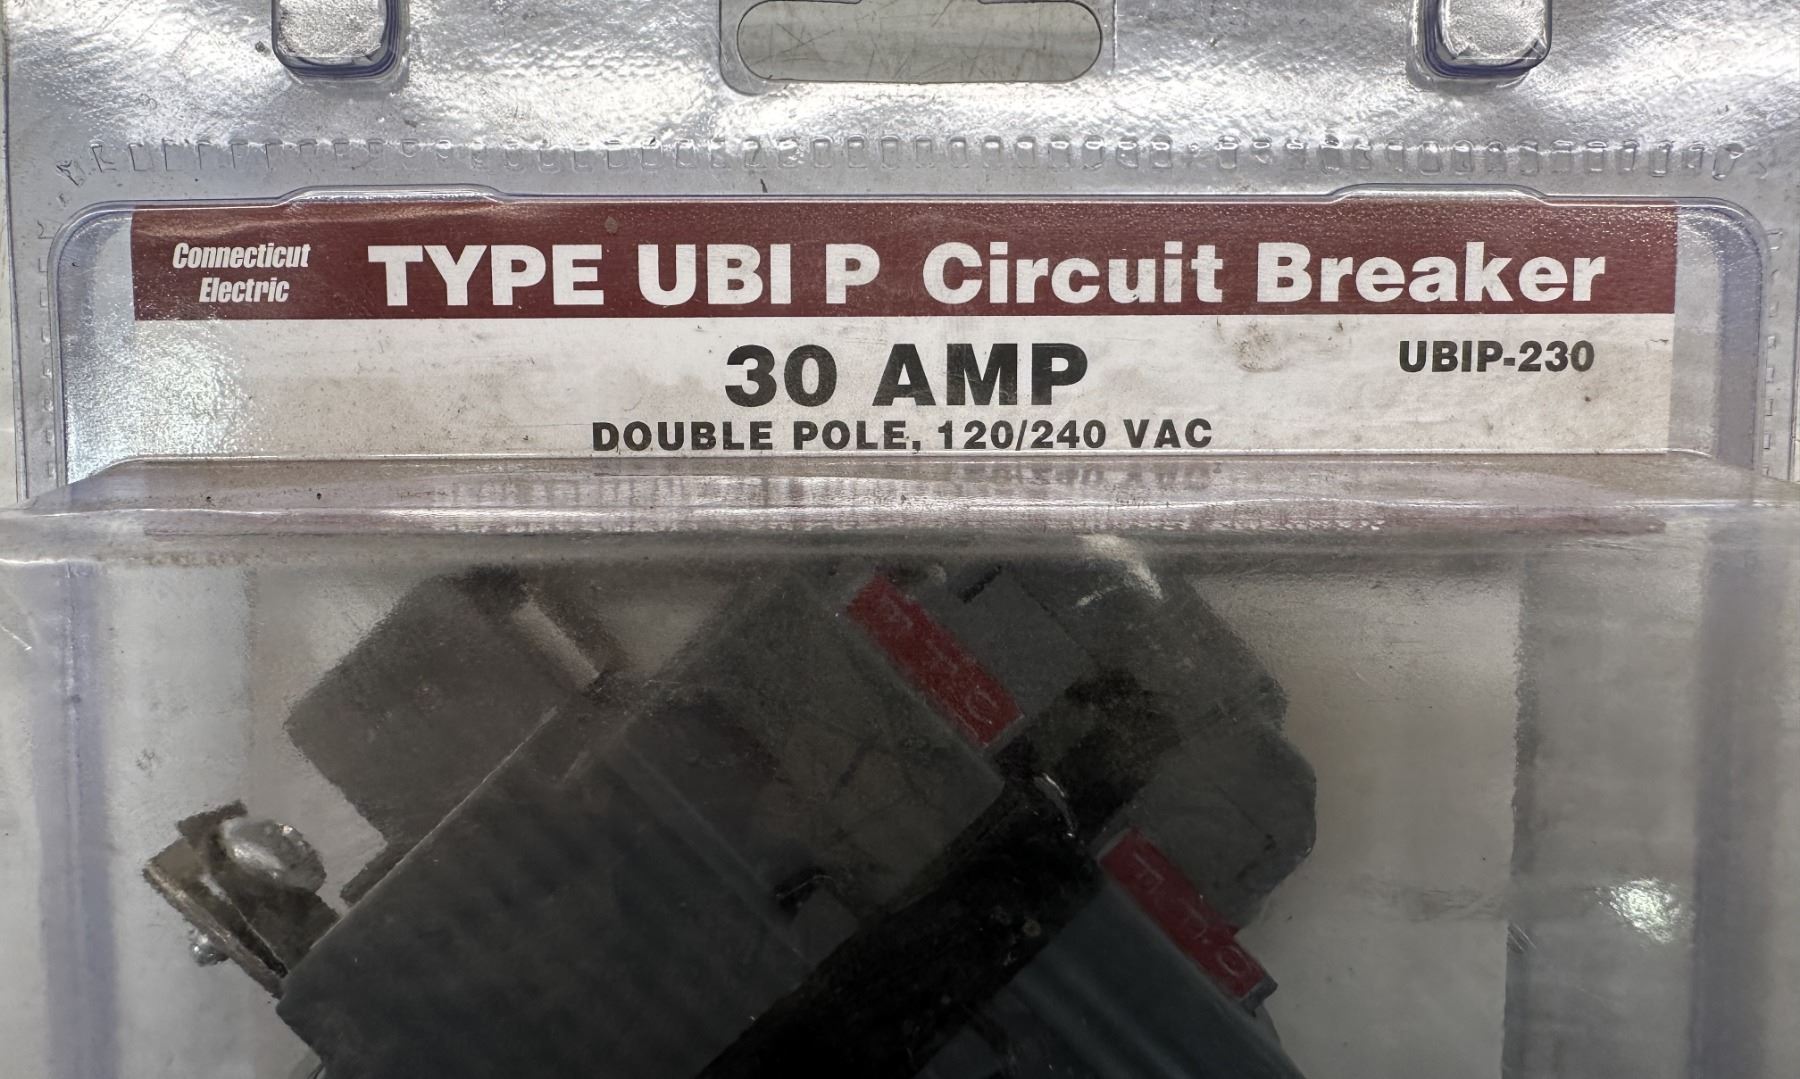 Connecticut
Electric
TYPE UBI P Circuit Breaker
30 AMP
UBIP-230
DOUBLE POLE, 120/240 VAC